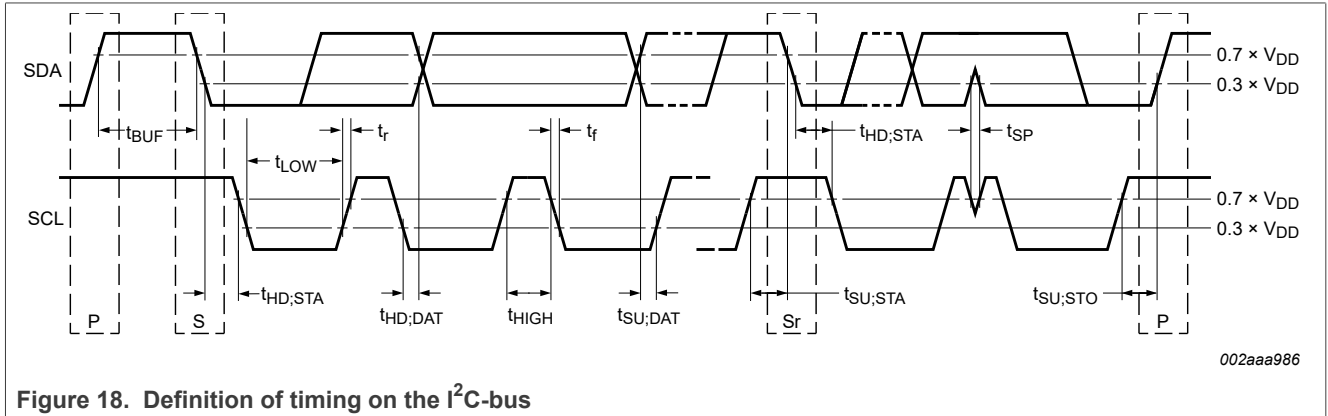 SDA
0.7 × VDD
0.3 × VDD
tBUF
tr
tf
tHD;STA
tSP
tLOW
SCL
0.7 × VDD
0.3 × VDD
tHD;STA
tHD;DAT
tHIGH
tSU;DAT
tSU;STA
tSU;STO
P
S
Sr
P
002aaa986
Figure 18. Definition of timing on the I²C-bus